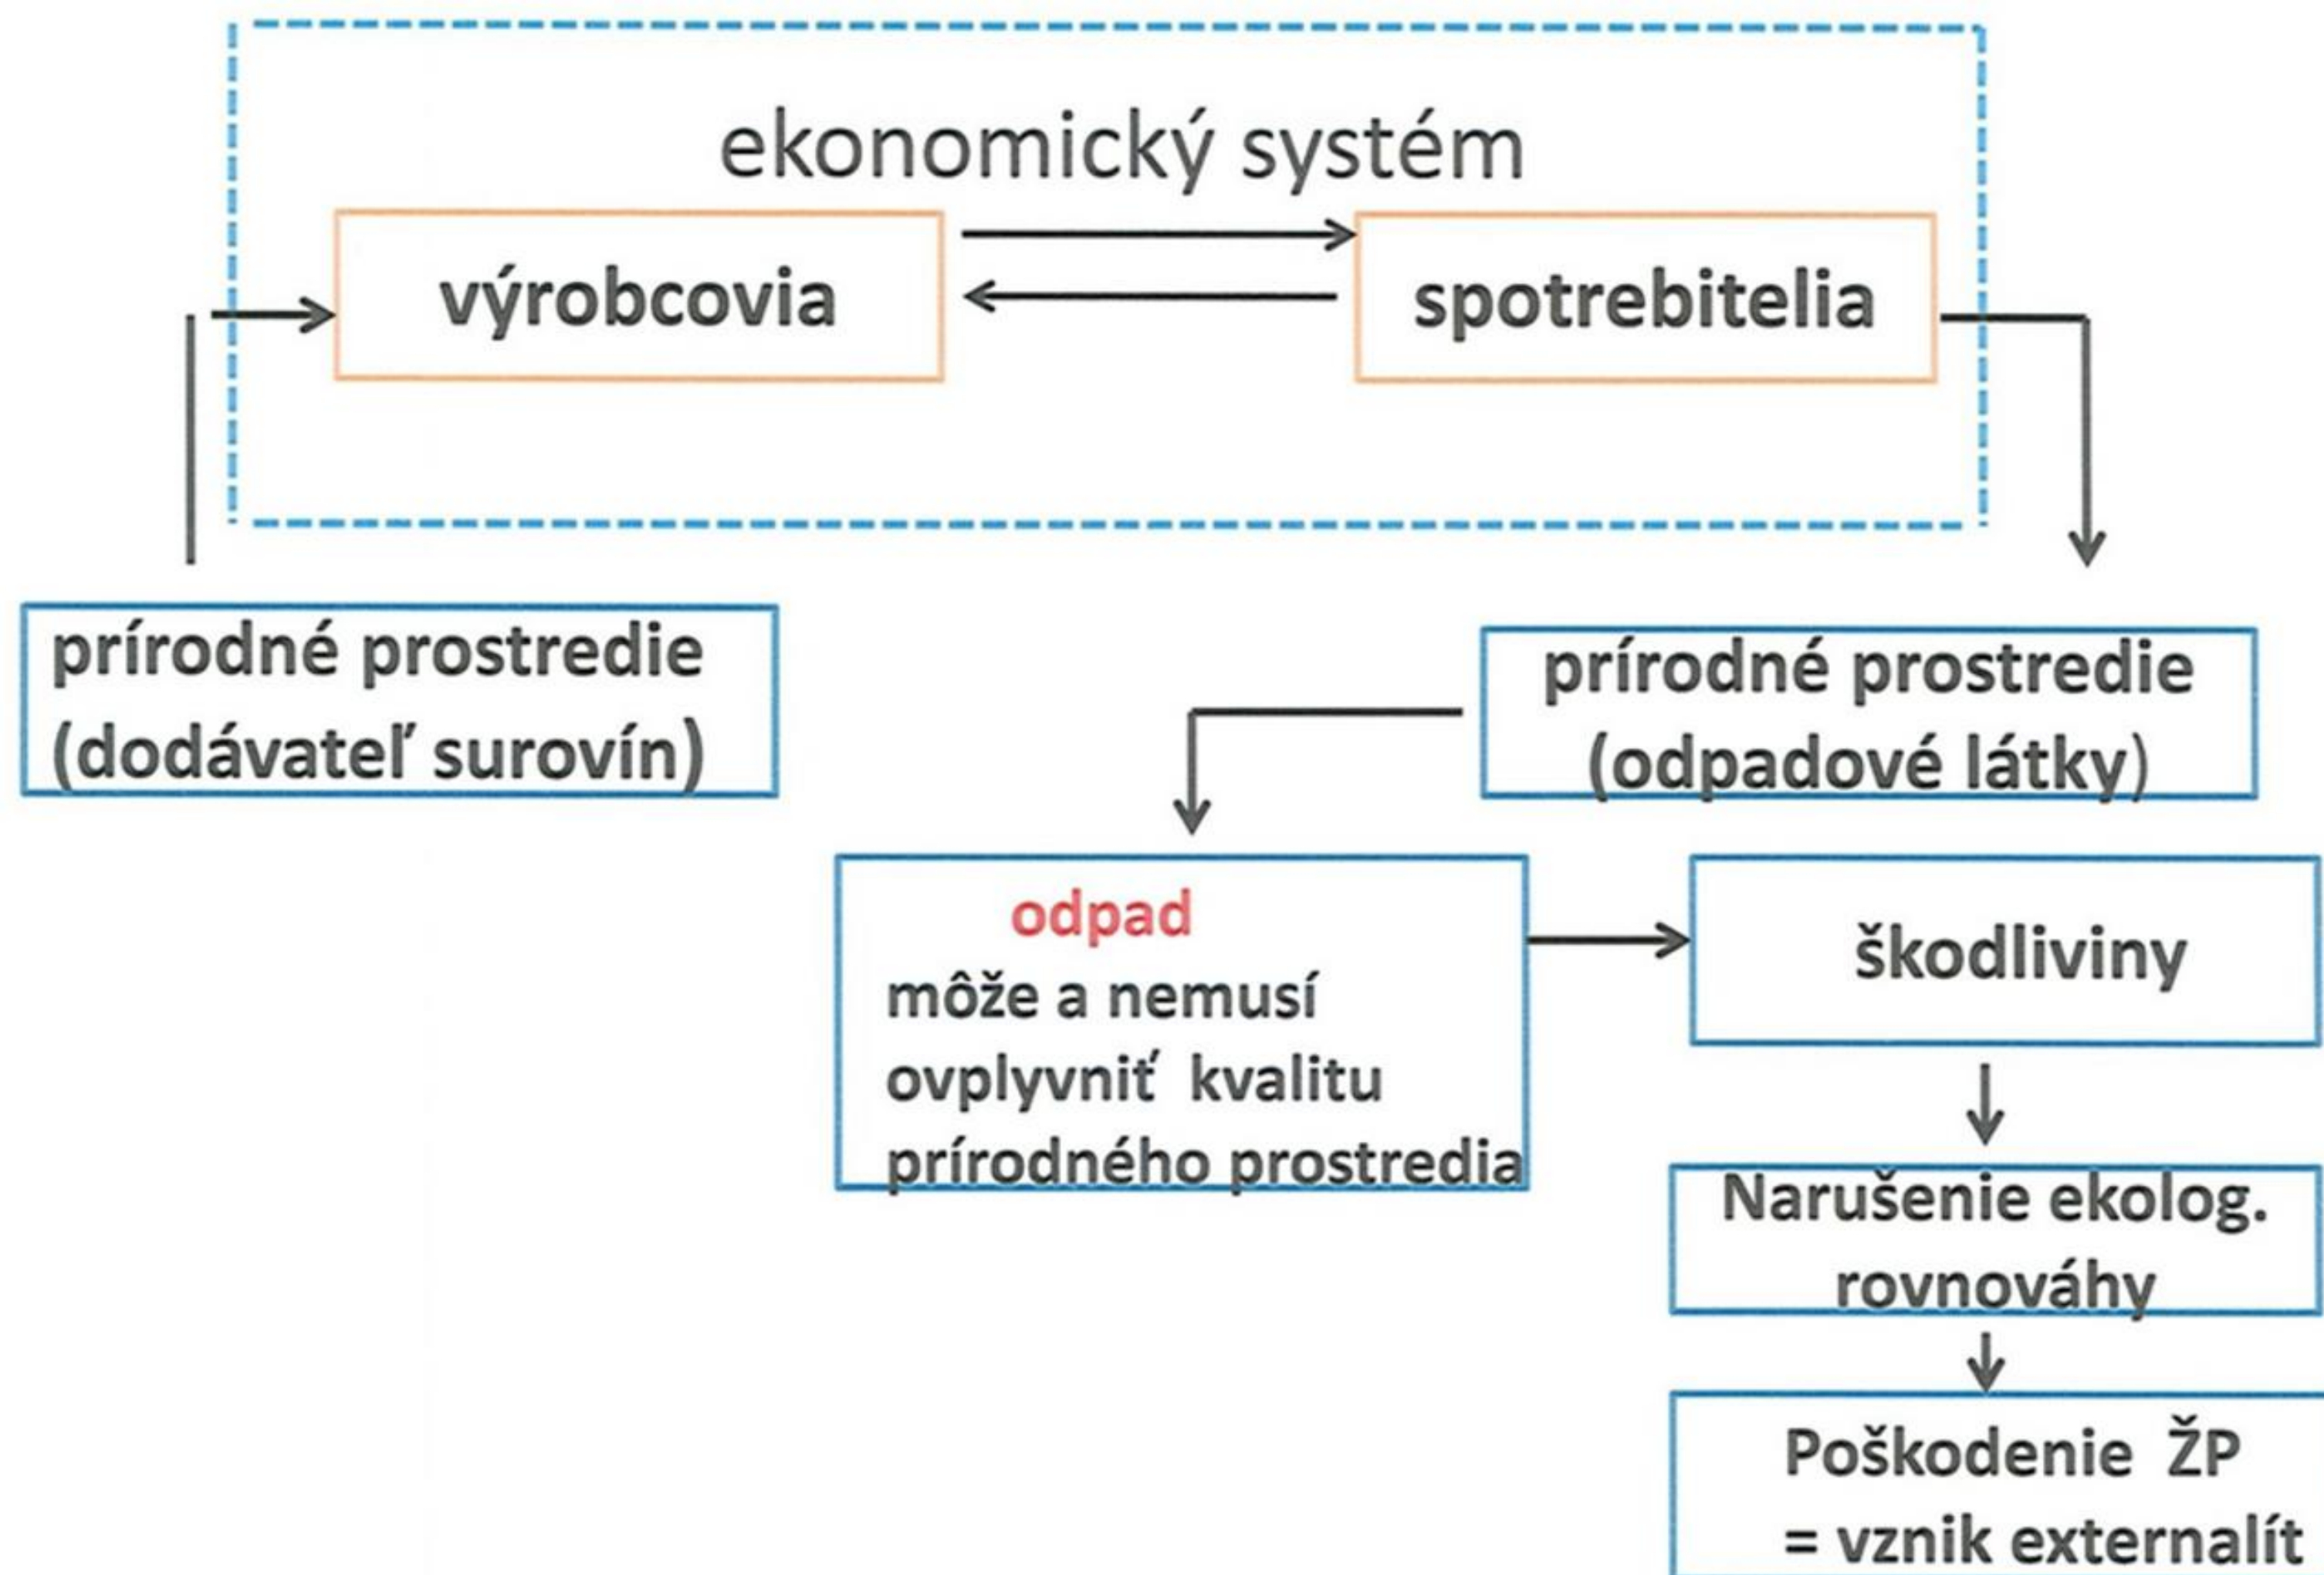 ekonomický systém
výrobcovia
spotrebitelia
prírodné prostredie
(dodávateľ surovín)
prírodné prostredie
(odpadové látky)
odpad
môže a nemusí
ovplyvniť kvalitu
prírodného prostredia
škodliviny
Narušenie ekolog.
rovnováhy
Poškodenie ŽP
= vznik externalít